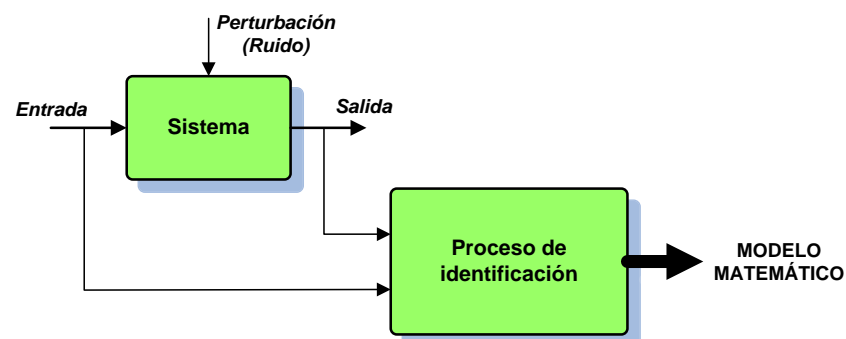 Perturbación
(Ruido)
Entrada
Sistema
Salida
Proceso de
identificación
MODELO
MATEMÁTICO